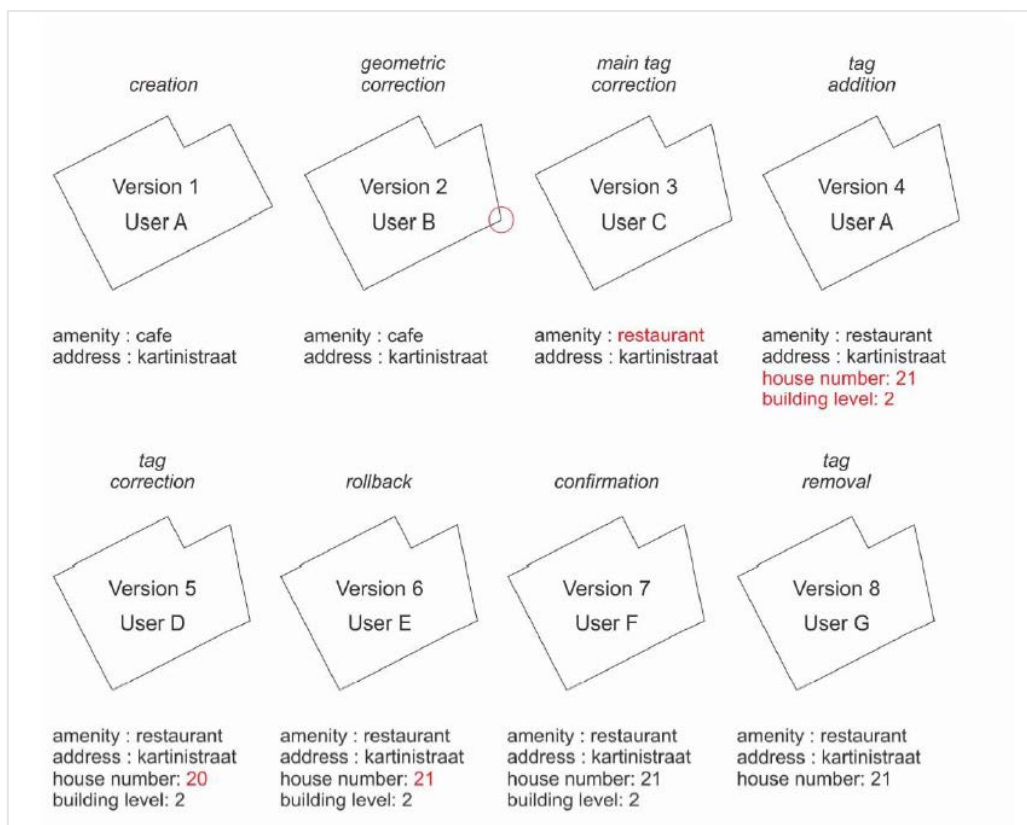 creation
geometric
correction
main tag
correction
tag
addition
Version 1
User A
Version 2
User B
Version 3
User C
Version 4
User A
amenity : cafe
address : kartinistraat
amenity : cafe
address : kartinistraat
amenity : restaurant
address : kartinistraat
amenity : restaurant
address : kartinistraat
house number: 21
building level: 2
tag
correction
rollback
confirmation
tag
removal
Version 5
User D
Version 6
User E
Version 7
User F
Version 8
User G
amenity : restaurant
address : kartinistraat
house number: 20
building level: 2
amenity : restaurant
address : kartinistraat
house number: 21
building level: 2
amenity : restaurant
address : kartinistraat
house number: 21
building level: 2
amenity : restaurant
address : kartinistraat
house number: 21